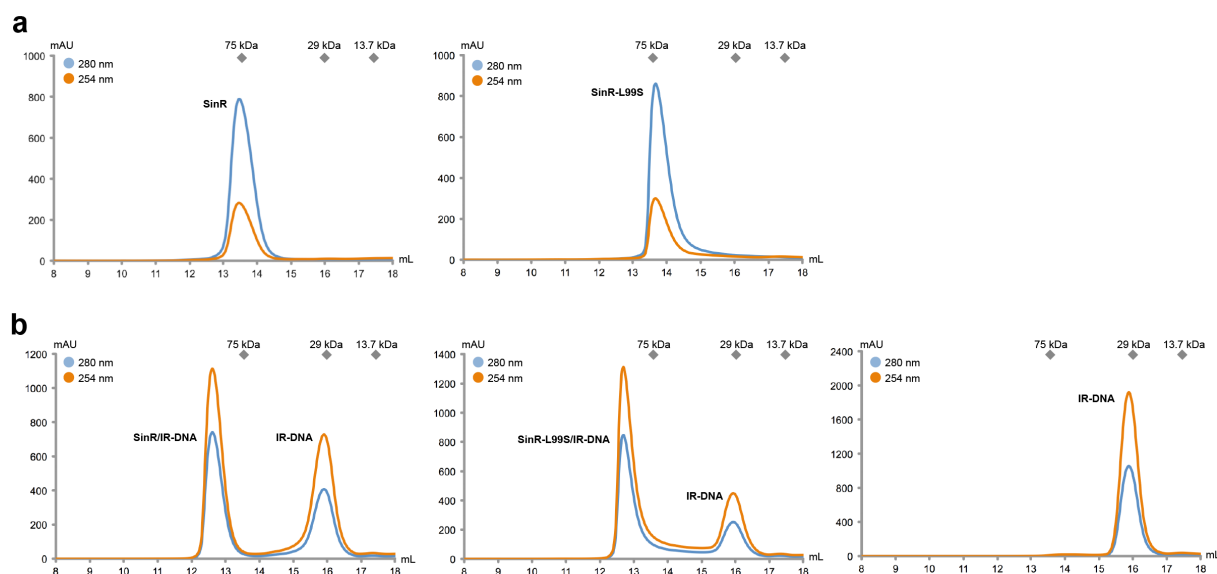 a
mAU
75 kDa 29 kDa 13.7 kDa
280 nm
254 nm
SinR
1000
800
600
400
200
0
8 9 10 11 12 13 14 15 16 17 18 mL
mAU
75 kDa 29 kDa 13.7 kDa
280 nm
254 nm
SinR-L99S
1000
800
600
400
200
0
8 9 10 11 12 13 14 15 16 17 18 mL
b
mAU
75 kDa 29 kDa 13.7 kDa
280 nm
254 nm
SinR/IR-DNA IR-DNA
1200
1000
800
600
400
200
0
8 9 10 11 12 13 14 15 16 17 18 mL
mAU
75 kDa 29 kDa 13.7 kDa
280 nm
254 nm
SinR-L99S/IR-DNA
IR-DNA
1400
1200
1000
800
600
400
200
0
8 9 10 11 12 13 14 15 16 17 18 mL
mAU
75 kDa 29 kDa 13.7 kDa
280 nm
254 nm
IR-DNA
2400
2000
1600
1200
800
400
0
8 9 10 11 12 13 14 15 16 17 18 mL